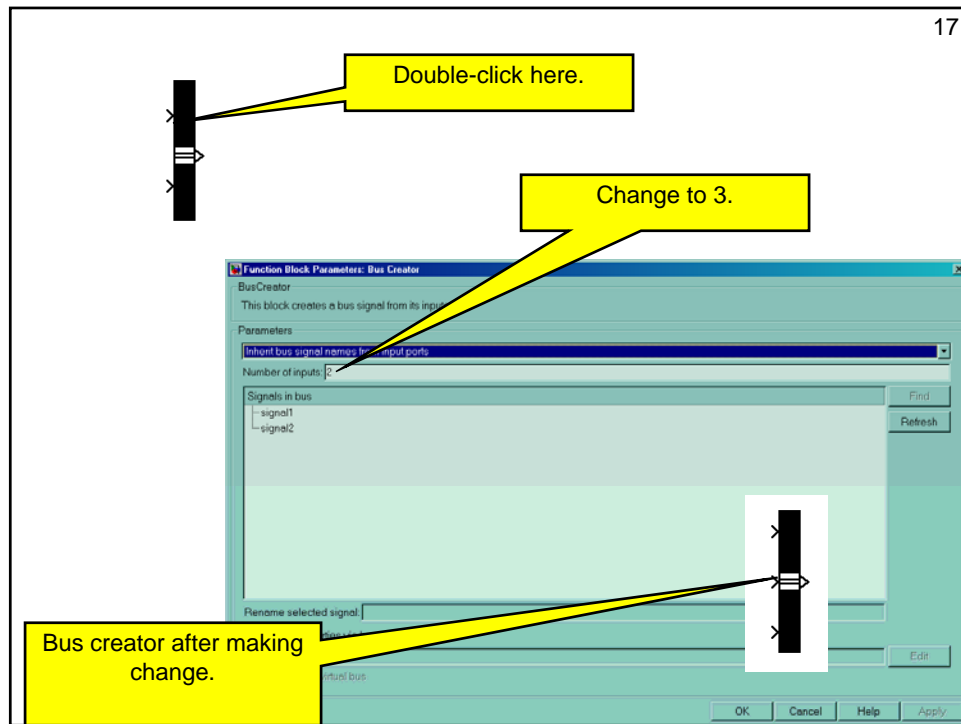 17
Double-click here.
Change to 3.
Function Block Parameters: Bus Creator
BusCreator
This block creates a bus signal from its
Parameters
Inherit bus signal names from input ports
Number of inputs: 2
Signals in bus
signal1
signal2
Find
Refresh
Rename selected signal:
Bus creator after making
change.
Edit
virtual bus
OK
Cancel
Help
Apply